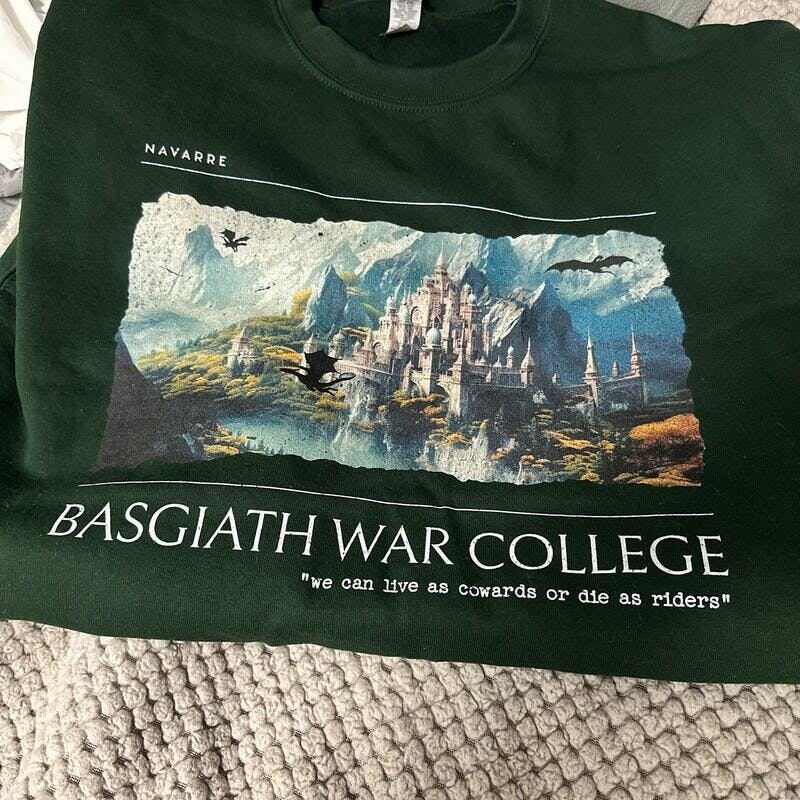 NAVARRE
BASGIATH WAR COLLEGE
"we can live as cowards or die as riders"